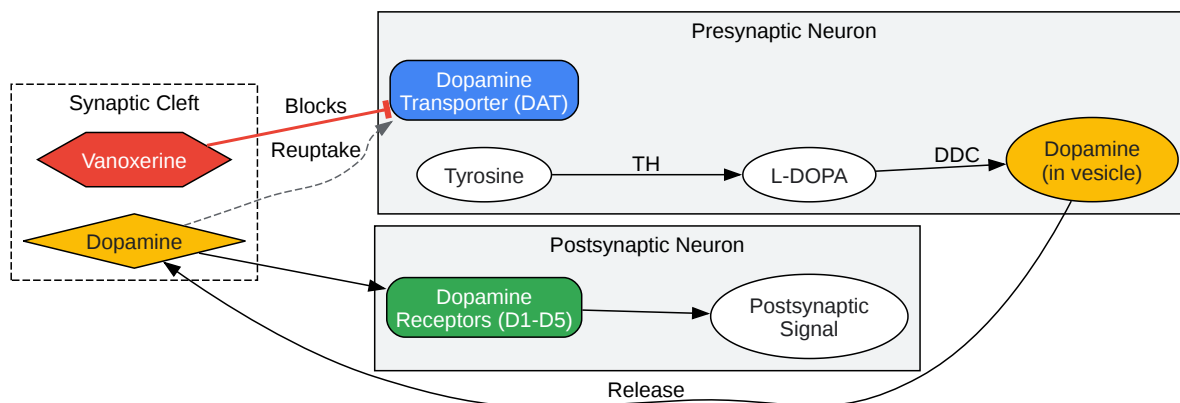 Presynaptic Neuron
Dopamine
Transporter (DAT)
Synaptic Cleft
Blocks
Vanoxerine
Reuptake
Tyrosine
TH
L-DOPA
DDC
Dopamine
(in vesicle)
Dopamine
Postsynaptic Neuron
Dopamine
Receptors (D1-D5)
Postsynaptic
Signal
Release